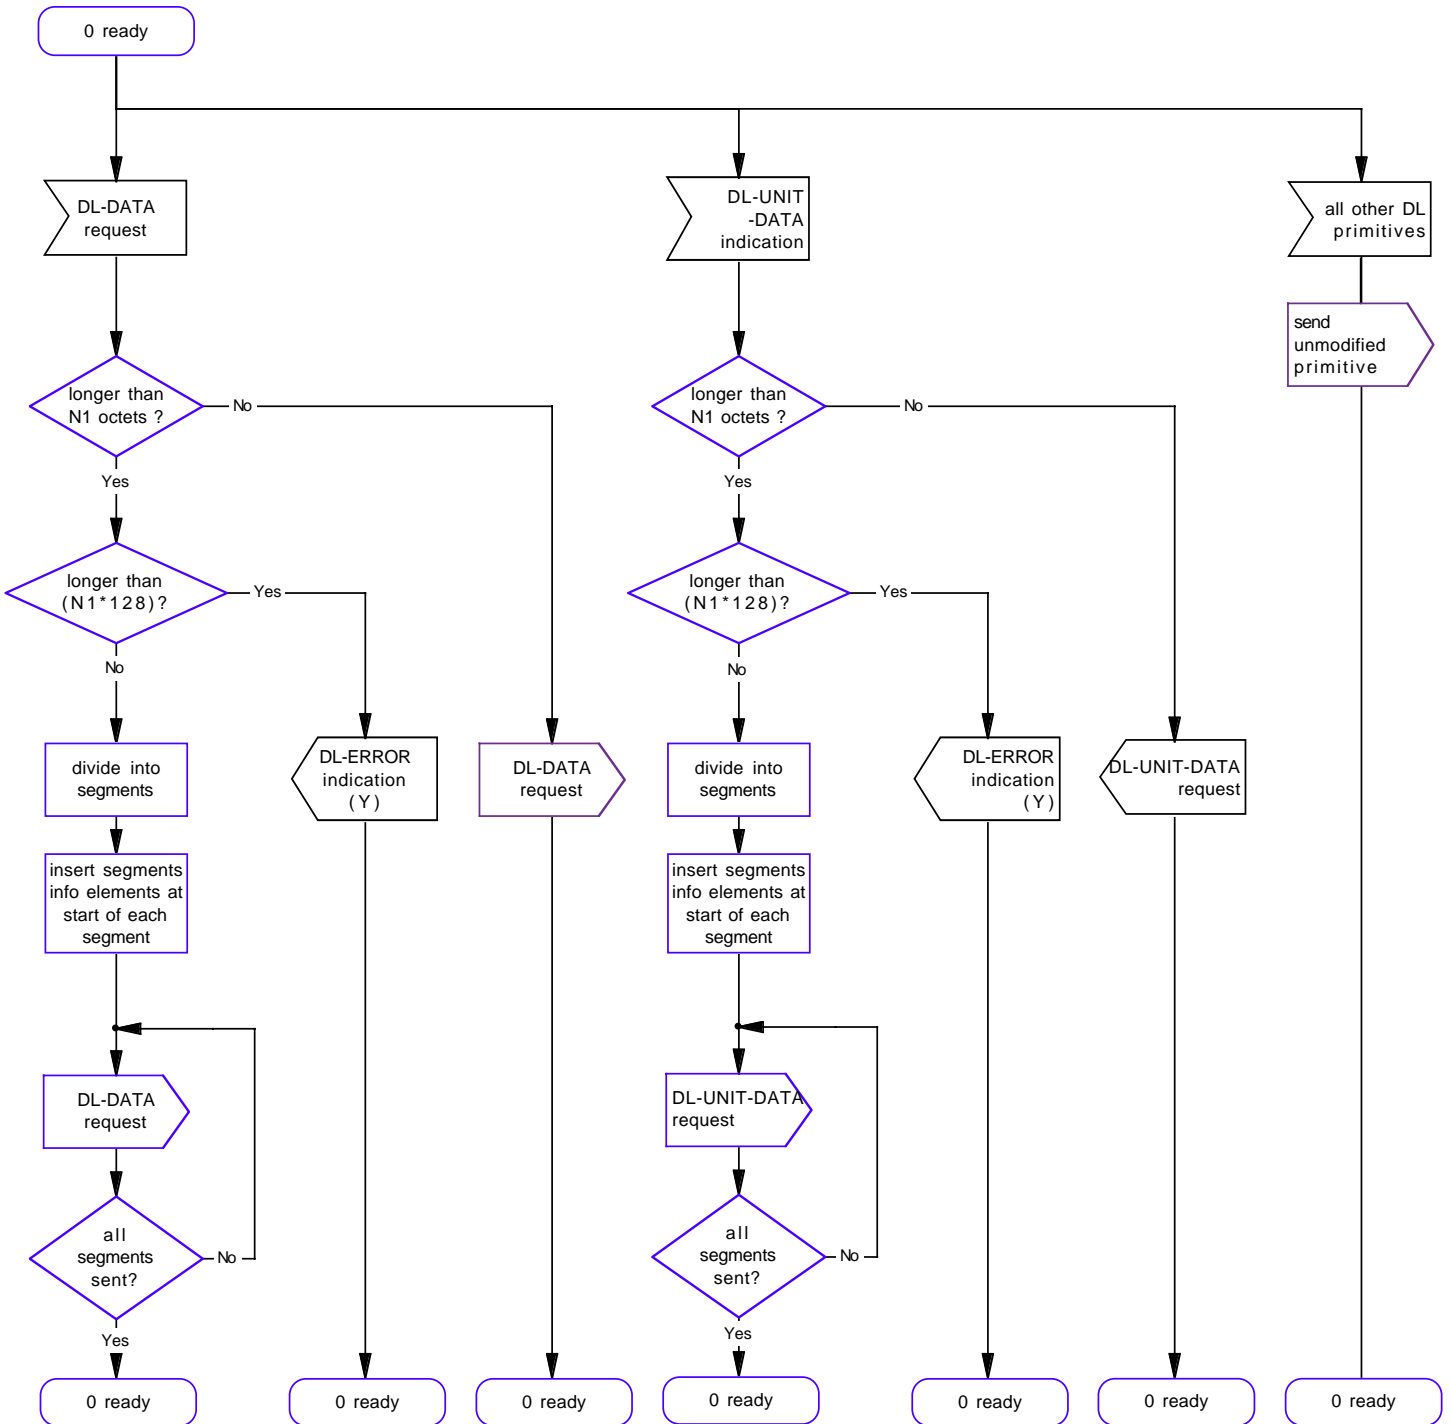 0 ready
DL-DATA
request
DL-UNIT
-DATA
indication
all other DL
primitives
send
unmodified
primitive
longer than
N1 octets ?
No
longer than
N1 octets ?
No
Yes
Yes
longer than
(N1*128)?
Yes
longer than
(N1*128)?
Yes
No
No
divide into
segments
DL-ERROR
indication
(Y)
DL-DATA
request
divide into
segments
DL-ERROR
indication
(Y)
DL-UNIT-DATA
request
insert segments
info elements at
start of each
segment
insert segments
info elements at
start of each
segment
DL-DATA
request
DL-UNIT-DATA
request
all
segments
sent?
No
all
segments
sent?
No
Yes
Yes
0 ready
0 ready
0 ready
0 ready
0 ready
0 ready
0 ready